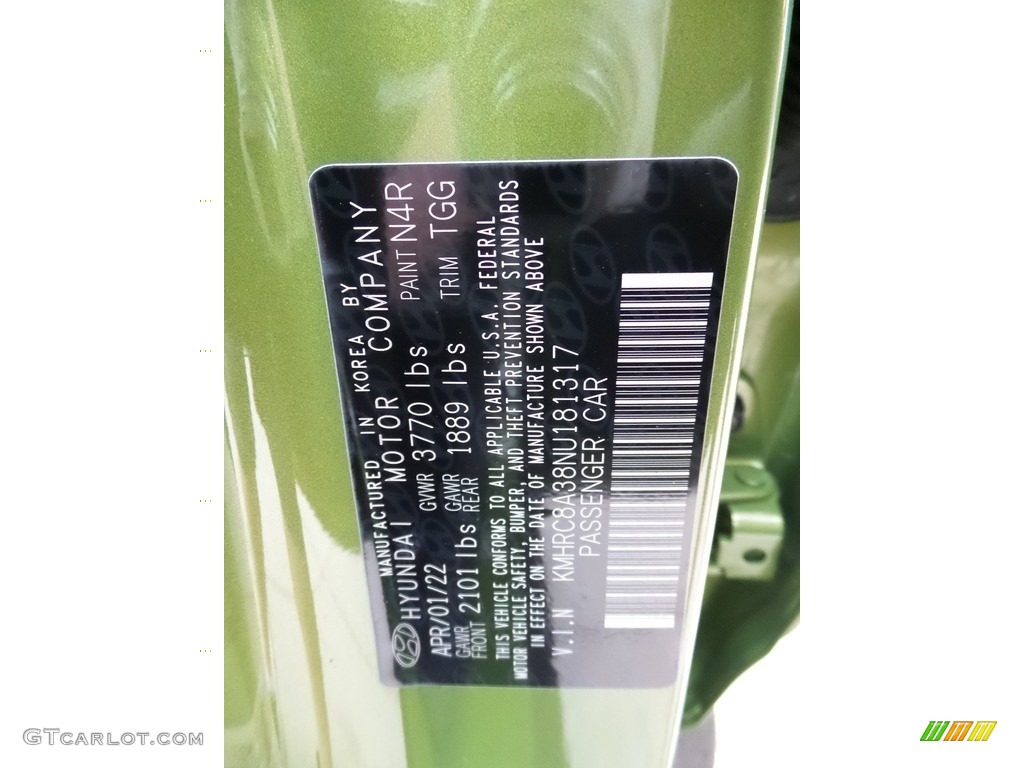 MANUFACTURED IN KOREA BY
HYUNDAI MOTOR COMPANY
APR/01/22 GVWR 3770 lbs PAINT N4R
GAWR FRONT 2101 lbs GAWR REAR 1889 lbs TRIM TGG
THIS VEHICLE CONFORMS TO ALL APPLICABLE U.S.A. FEDERAL
MOTOR VEHICLE SAFETY, BUMPER, AND THEFT PREVENTION STANDARDS
IN EFFECT ON THE DATE OF MANUFACTURE SHOWN ABOVE
V.I.N KMHRC8A38NU181317
PASSENGER CAR
GTCARLOT.COM